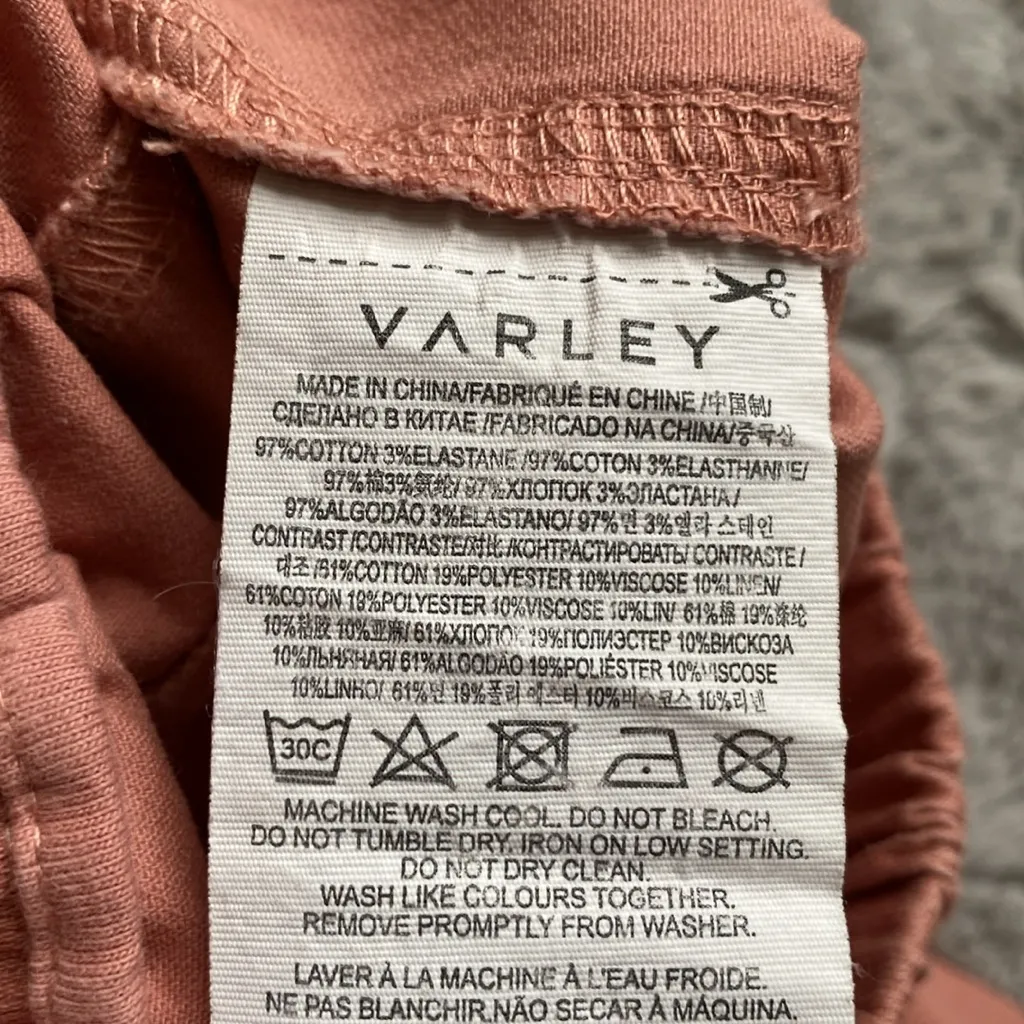 VARLEY
MADE IN CHINA/FABRIQUÉ EN CHINE /中国制/
СДЕЛАНО В КИТАЕ /FABRICADO NA CHINA/중국산
97%COTTON 3%ELASTANE /97%COTON 3%ELASTHANNE/
97%棉3%氨纶/ 97%ХЛОПОК 3%ЭЛАСТАНА /
97%ALGODÃO 3%ELASTANO/ 97%면 3%엘라 스테인
CONTRAST /CONTRASTE/对比 /КОНТРАСТИРОВАТЬ/ CONTRASTE /
대조 /61%COTTON 19%POLYESTER 10%VISCOSE 10%LINEN/
61%COTON 19%POLYESTER 10%VISCOSE 10%LIN/ 61%棉 19%涤纶
10%粘胶 10%亚麻/ 61%ХЛОПОК 19%ПОЛИЭСТЕР 10%ВИСКОЗА
10%ЛЬНЯНАЯ/ 61%ALGODÃO 19%POLIÉSTER 10%VISCOSE
10%LINHO/ 61%면 19%폴리 에스터 10%비스코스 10%리넨
30C
MACHINE WASH COOL. DO NOT BLEACH.
DO NOT TUMBLE DRY. IRON ON LOW SETTING.
DO NOT DRY CLEAN.
WASH LIKE COLOURS TOGETHER.
REMOVE PROMPTLY FROM WASHER.
LAVER À LA MACHINE À L'EAU FROIDE.
NE PAS BLANCHIR.NÃO SECAR À MÁQUINA.